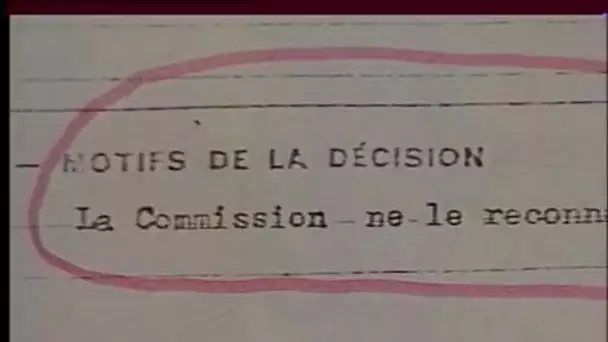 — MOTIFS DE LA DÉCISION
La Commission ne le reconn